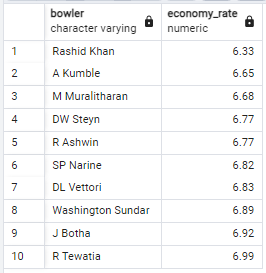 bowler economy_rate
character varying numeric
1 Rashid Khan 6.33
2 A Kumble 6.65
3 M Muralitharan 6.68
4 DW Steyn 6.77
5 R Ashwin 6.77
6 SP Narine 6.82
7 DL Vettori 6.83
8 Washington Sundar 6.89
9 J Botha 6.92
10 R Tewatia 6.99